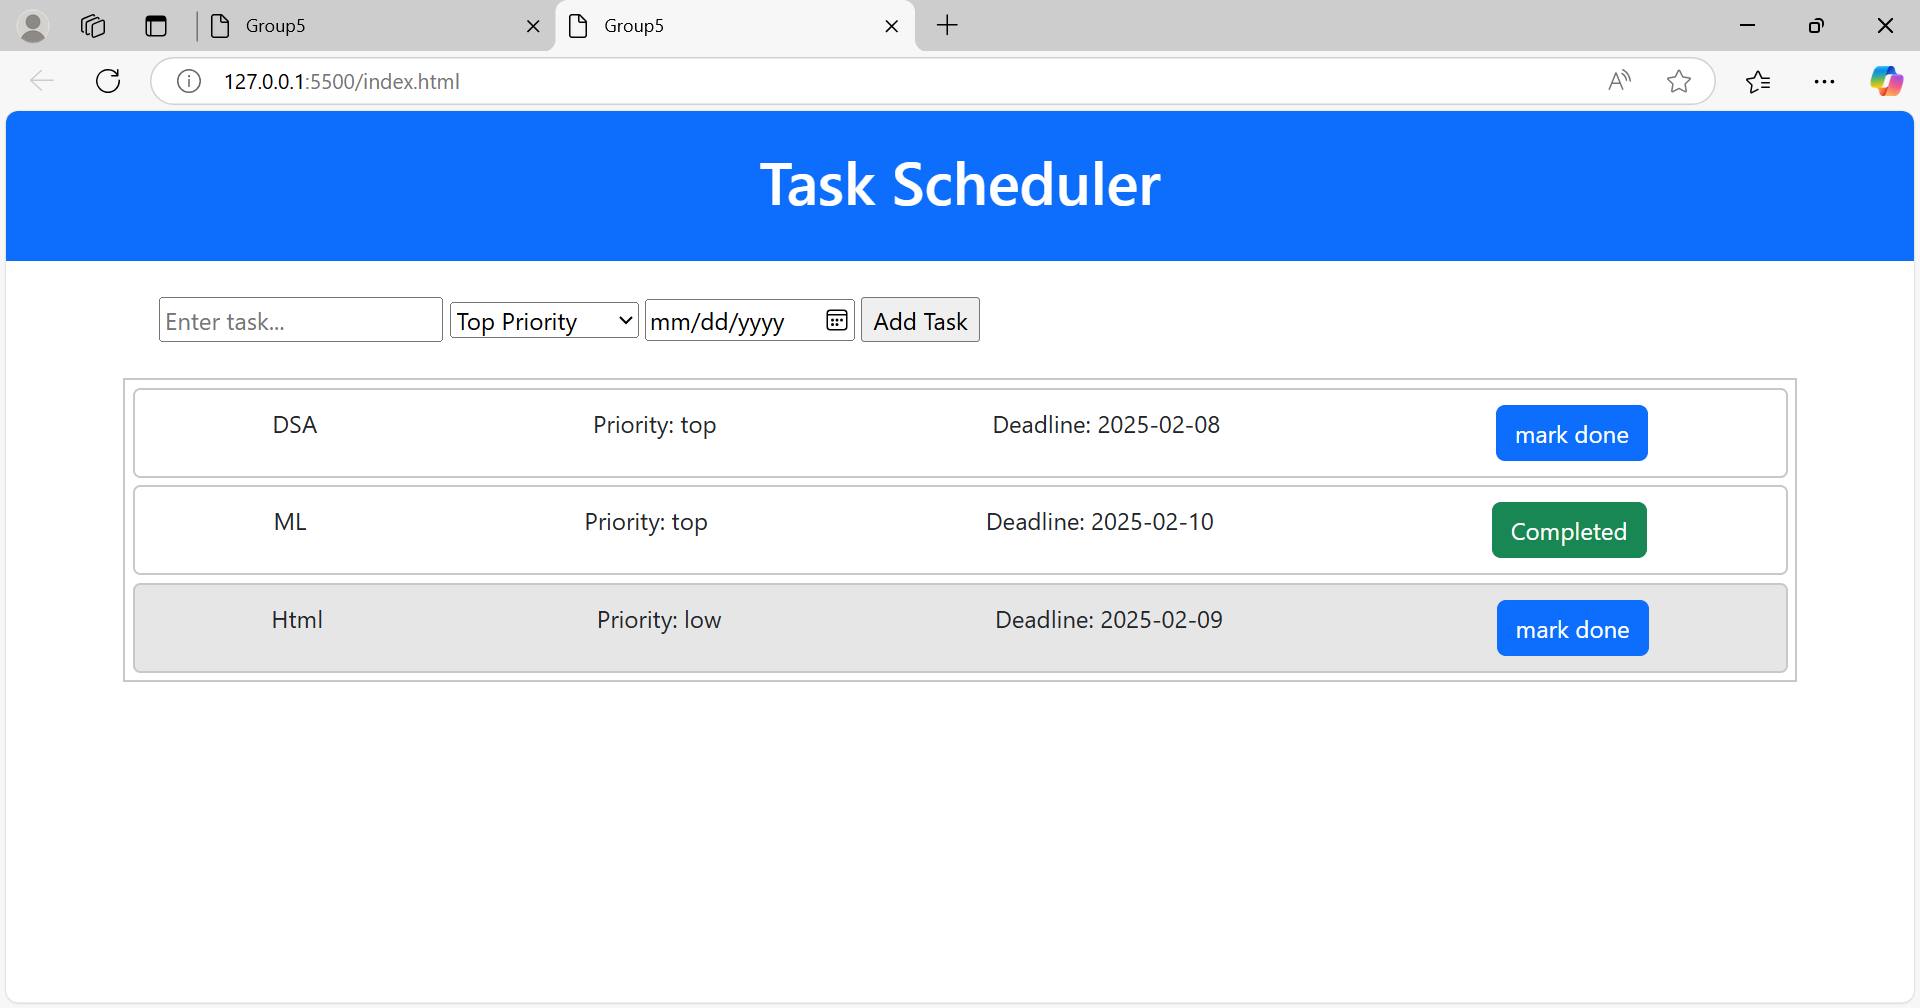 Group5
Group5
127.0.0.1:5500/index.html
Task Scheduler
Enter task... Top Priority mm/dd/yyyy Add Task
DSA Priority: top Deadline: 2025-02-08 mark done
ML Priority: top Deadline: 2025-02-10 Completed
Html Priority: low Deadline: 2025-02-09 mark done